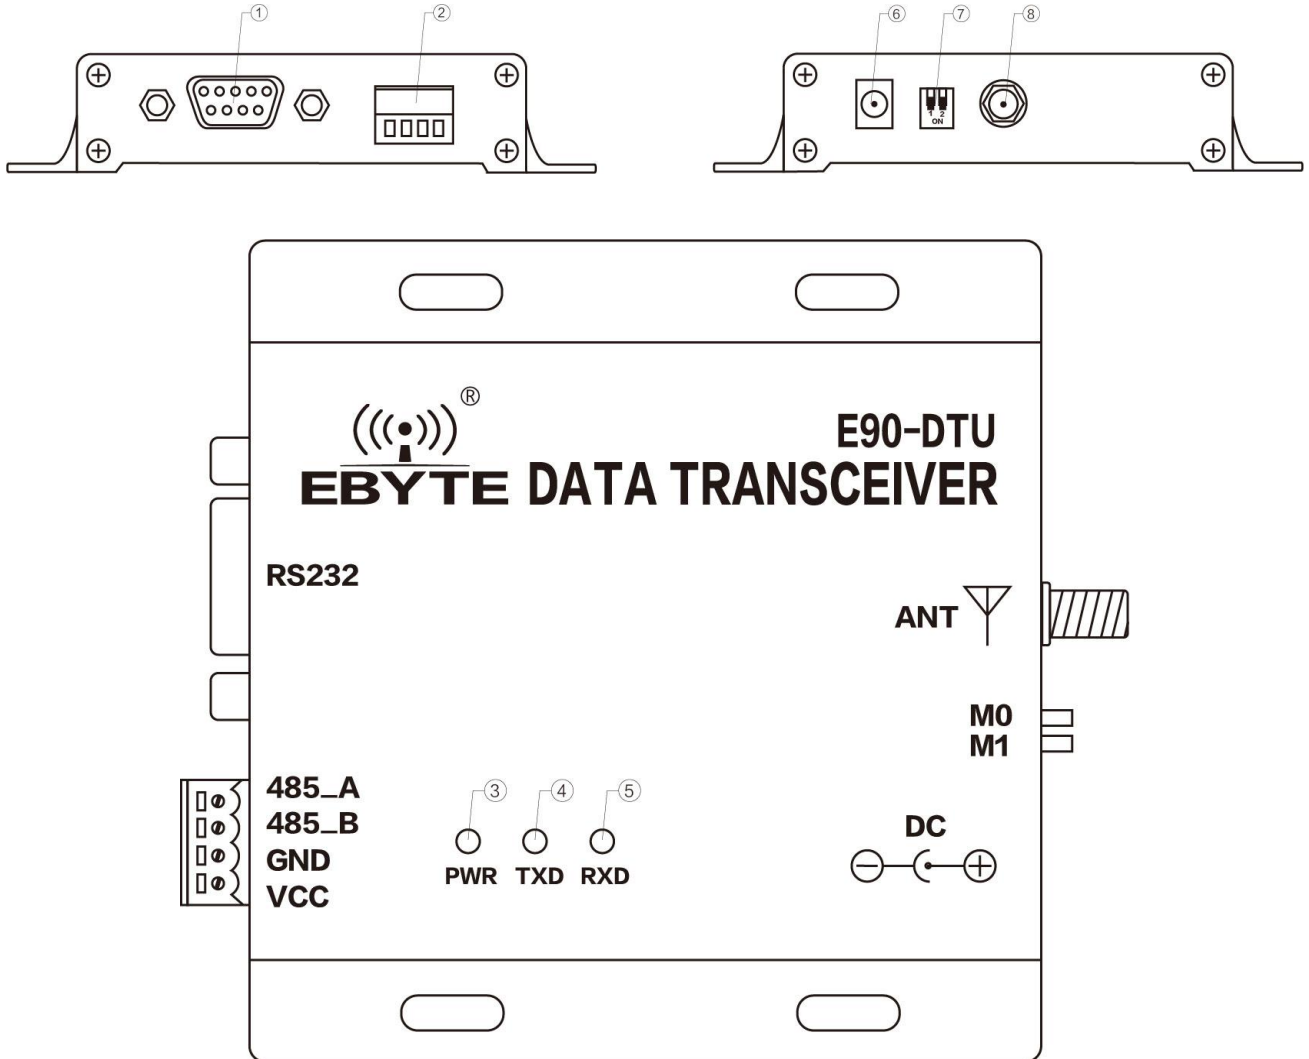 ① ② ⑥ ⑦ ⑧
1 2
ON
®
E90-DTU
EBYTE DATA TRANSCEIVER
RS232
ANT
M0
M1
485_A
485_B
GND
VCC
③ ④ ⑤
PWR TXD RXD
DC